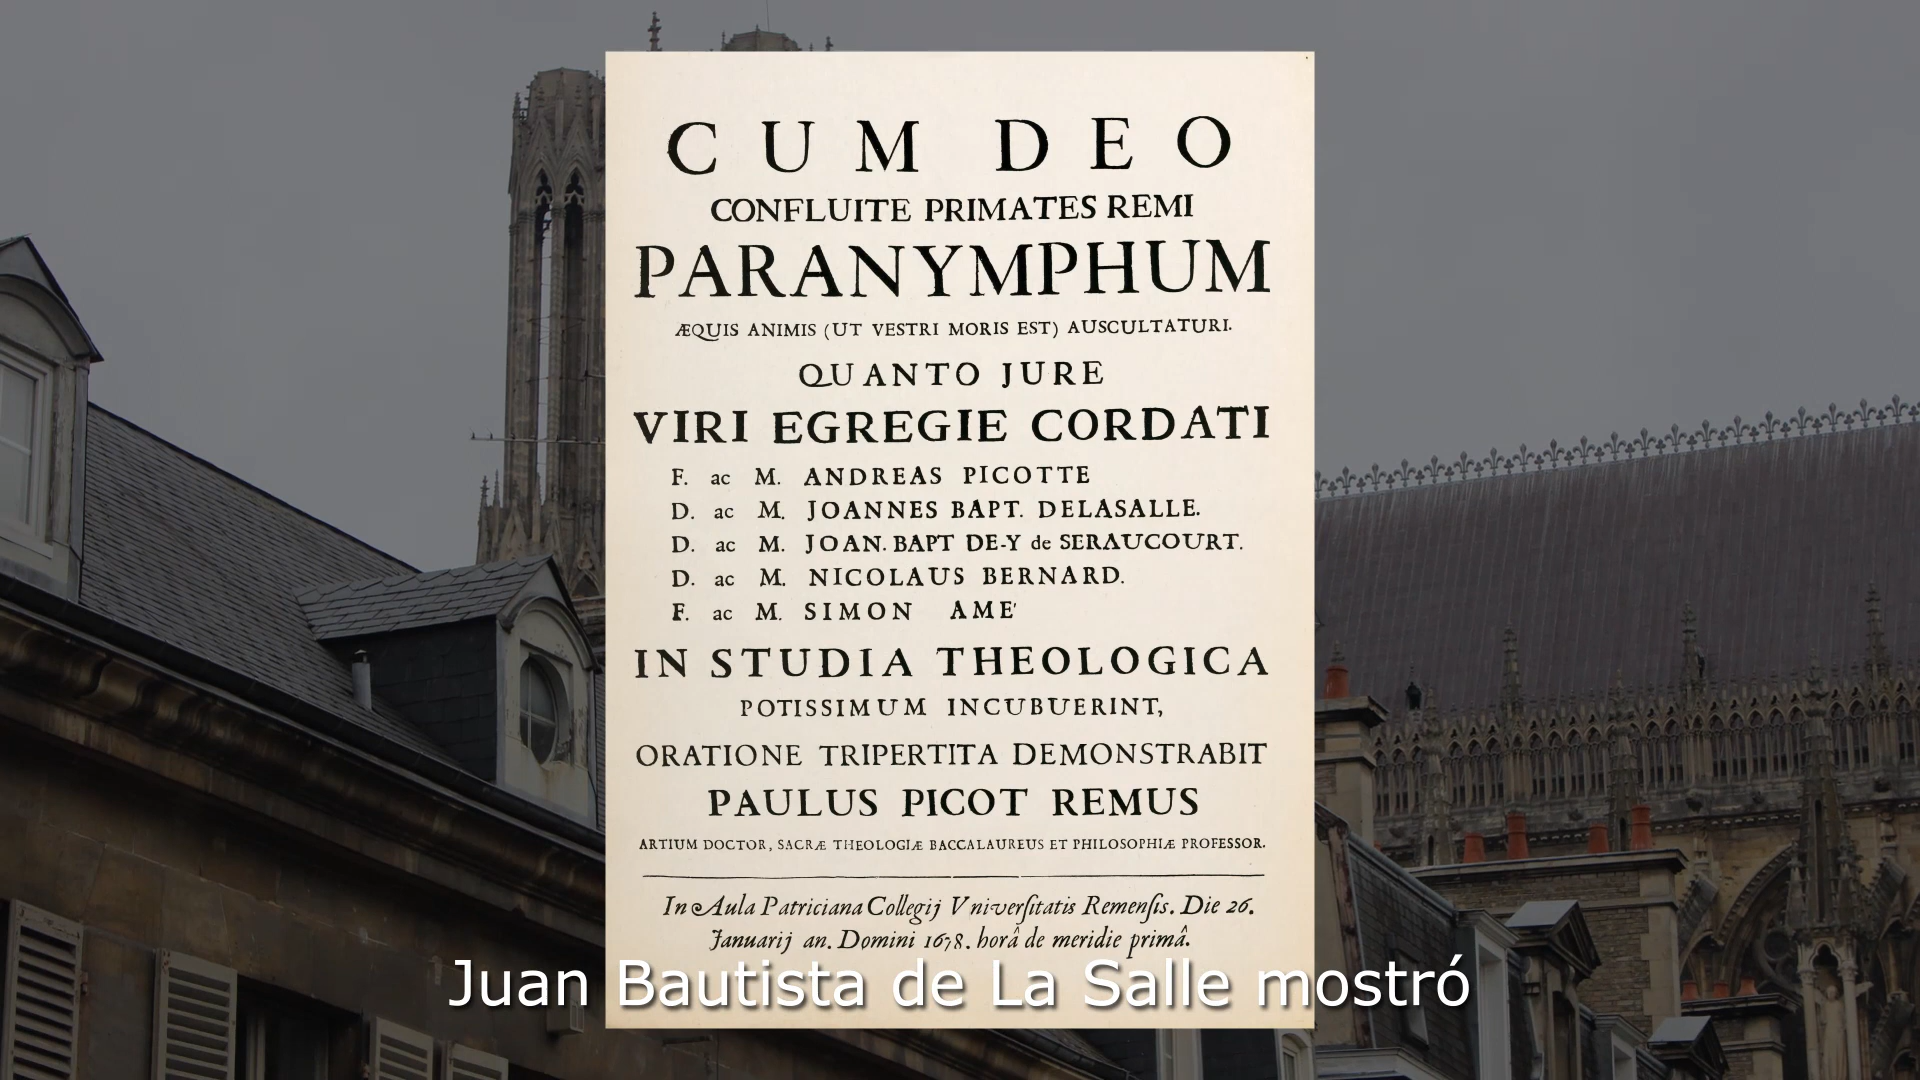 CUM DEO
CONFLUITE PRIMATES REMI
PARANYMPHUM
ÆQUIS ANIMIS (UT VESTRI MORIS EST) AUSCULTATURI.
QUANTO JURE
VIRI EGREGIE CORDATI
F. ac M. ANDREAS PICOTTE
D. ac M. JOANNES BAPT. DELASALLE.
D. ac M. JOAN. BAPT DE-Y de SERAUCOURT.
D. ac M. NICOLAUS BERNARD.
F. ac M. SIMON AME'
IN STUDIA THEOLOGICA
POTISSIMUM INCUBUERINT,
ORATIONE TRIPERTITA DEMONSTRABIT
PAULUS PICOT REMUS
ARTIUM DOCTOR, SACRÆ THEOLOGIÆ BACCALAUREUS ET PHILOSOPHIÆ PROFESSOR.
In Aula Patriciana Collegij Vniverſitatis Remenſis. Die 26.
Januarij an. Domini 1678. horâ de meridie primâ.
Juan Bautista de La Salle mostró